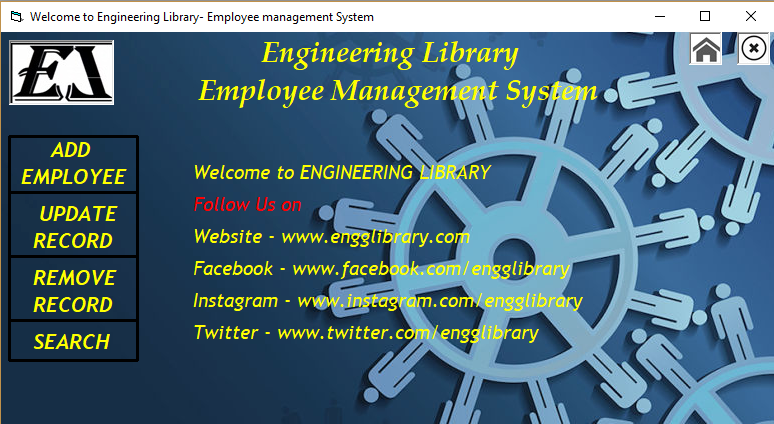 Welcome to Engineering Library- Employee management System
EL
Engineering Library
Employee Management System
ADD
EMPLOYEE
UPDATE
RECORD
REMOVE
RECORD
SEARCH
Welcome to ENGINEERING LIBRARY
Follow Us on
Website - www.engglibrary.com
Facebook - www.facebook.com/engglibrary
Instagram - www.instagram.com/engglibrary
Twitter - www.twitter.com/engglibrary